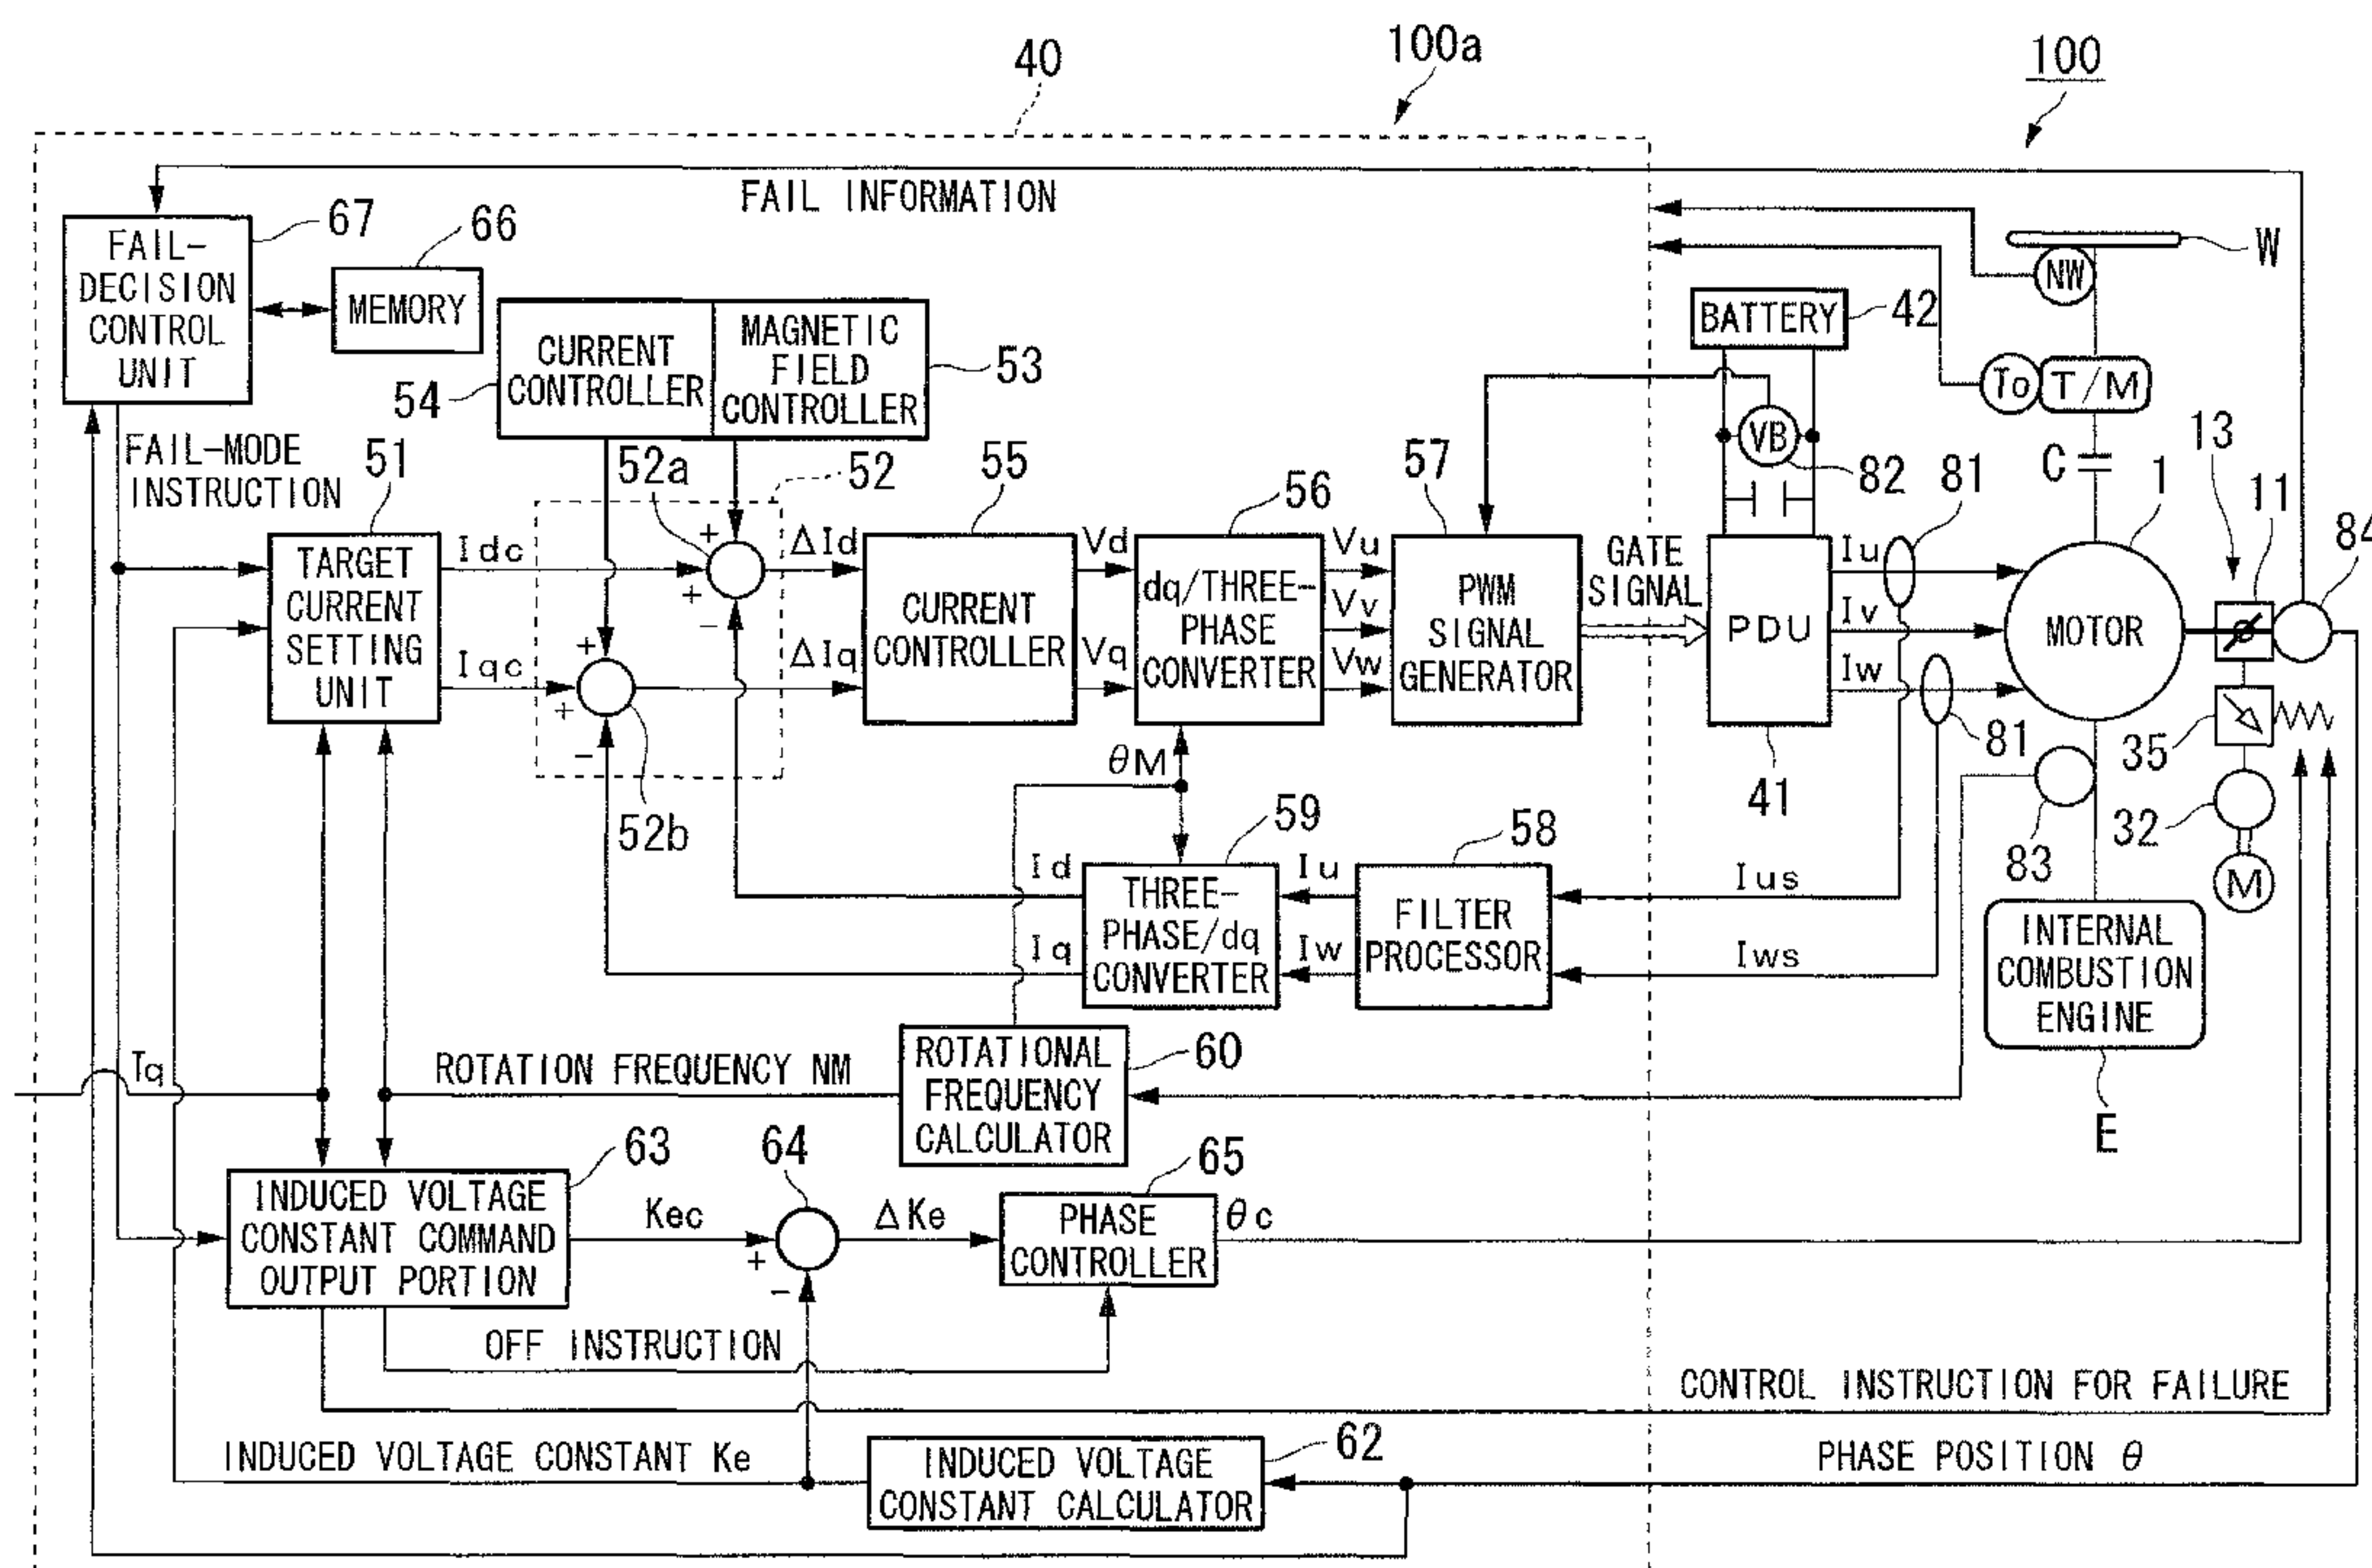 100a
100
40
FAIL INFORMATION
67
66
FAIL-
DECISION
CONTROL
UNIT
MEMORY
W
NW
BATTERY
42
CURRENT
CONTROLLER
MAGNETIC
FIELD
CONTROLLER
53
54
To
T/M
FAIL-MODE
INSTRUCTION
51
52a
52
55
56
57
VB
82
81
C
1
13
11
84
TARGET
CURRENT
SETTING
UNIT
Idc
Iqc
+
+
−
+
+
−
ΔId
ΔIq
CURRENT
CONTROLLER
Vd
Vq
dq/THREE-
PHASE
CONVERTER
Vu
Vv
Vw
PWM
SIGNAL
GENERATOR
GATE
SIGNAL
PDU
Iu
Iv
Iw
MOTOR
81
35
41
θM
52b
59
58
83
32
M
Id
Iq
THREE-
PHASE/dq
CONVERTER
Iu
Iw
FILTER
PROCESSOR
Ius
Iws
INTERNAL
COMBUSTION
ENGINE
E
Tq
ROTATION FREQUENCY NM
ROTATIONAL
FREQUENCY
CALCULATOR
60
63
64
65
INDUCED VOLTAGE
CONSTANT COMMAND
OUTPUT PORTION
Kec
+
−
ΔKe
PHASE
CONTROLLER
θc
OFF INSTRUCTION
CONTROL INSTRUCTION FOR FAILURE
INDUCED VOLTAGE CONSTANT Ke
INDUCED VOLTAGE
CONSTANT CALCULATOR
62
PHASE POSITION θ